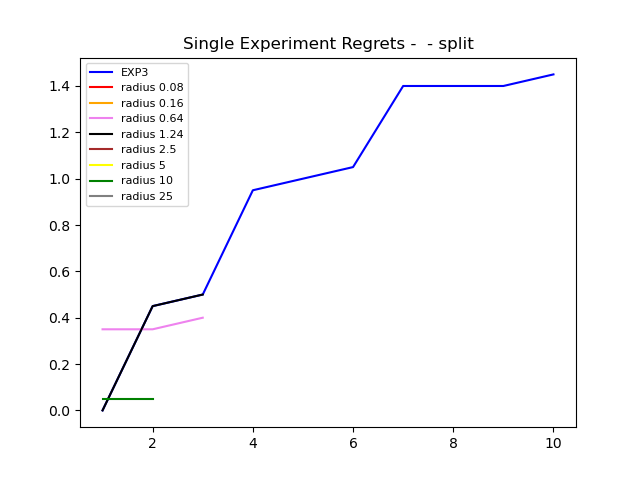 Single Experiment Regrets -  - split
EXP3
radius 0.08
radius 0.16
radius 0.64
radius 1.24
radius 2.5
radius 5
radius 10
radius 25
1.4
1.2
1.0
0.8
0.6
0.4
0.2
0.0
2 4 6 8 10